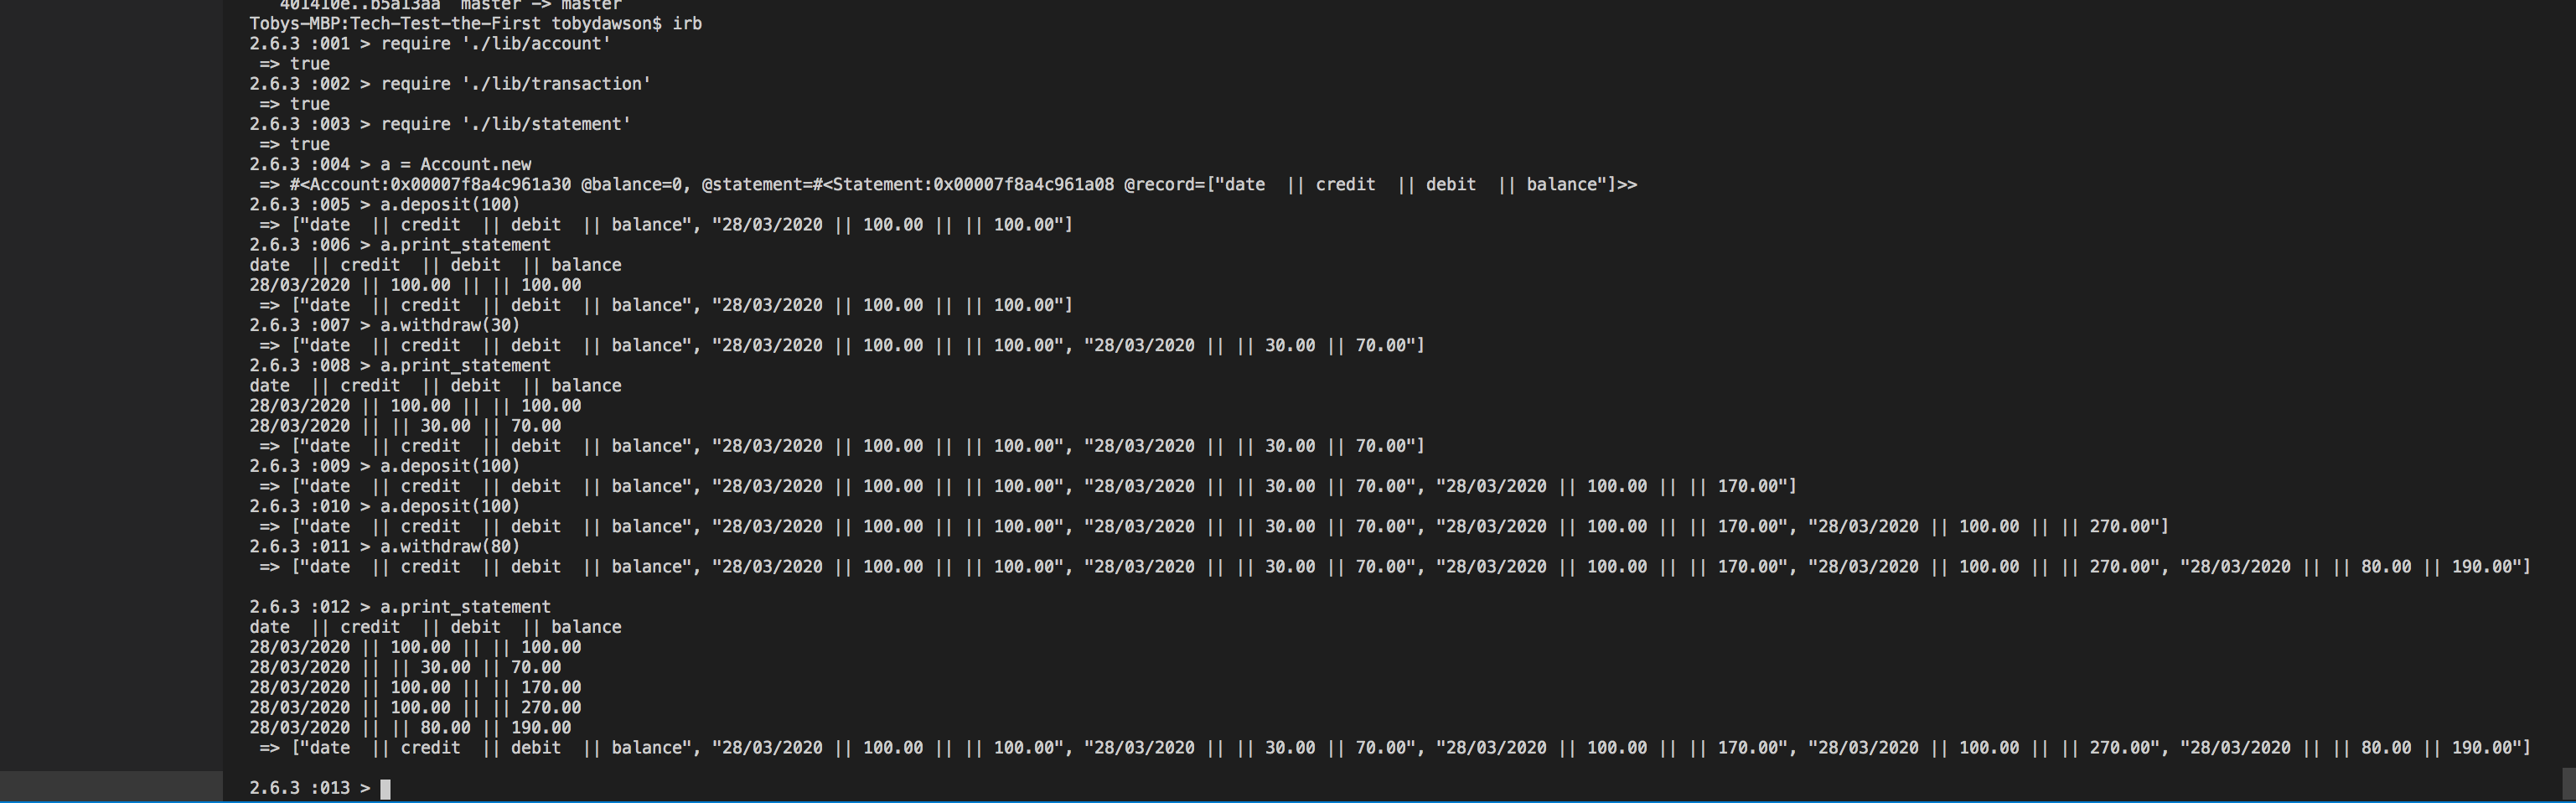 401410e..b5a13aa  master -> master
Tobys-MBP:Tech-Test-the-First tobydawson$ irb
2.6.3 :001 > require './lib/account'
 => true
2.6.3 :002 > require './lib/transaction'
 => true
2.6.3 :003 > require './lib/statement'
 => true
2.6.3 :004 > a = Account.new
 => #<Account:0x00007f8a4c961a30 @balance=0, @statement=#<Statement:0x00007f8a4c961a08 @record=["date  || credit  || debit  || balance"]>>
2.6.3 :005 > a.deposit(100)
 => ["date  || credit  || debit  || balance", "28/03/2020 || 100.00 || || 100.00"]
2.6.3 :006 > a.print_statement
date  || credit  || debit  || balance
28/03/2020 || 100.00 || || 100.00
 => ["date  || credit  || debit  || balance", "28/03/2020 || 100.00 || || 100.00"]
2.6.3 :007 > a.withdraw(30)
 => ["date  || credit  || debit  || balance", "28/03/2020 || 100.00 || || 100.00", "28/03/2020 || || 30.00 || 70.00"]
2.6.3 :008 > a.print_statement
date  || credit  || debit  || balance
28/03/2020 || 100.00 || || 100.00
28/03/2020 || || 30.00 || 70.00
 => ["date  || credit  || debit  || balance", "28/03/2020 || 100.00 || || 100.00", "28/03/2020 || || 30.00 || 70.00"]
2.6.3 :009 > a.deposit(100)
 => ["date  || credit  || debit  || balance", "28/03/2020 || 100.00 || || 100.00", "28/03/2020 || || 30.00 || 70.00", "28/03/2020 || 100.00 || || 170.00"]
2.6.3 :010 > a.deposit(100)
 => ["date  || credit  || debit  || balance", "28/03/2020 || 100.00 || || 100.00", "28/03/2020 || || 30.00 || 70.00", "28/03/2020 || 100.00 || || 170.00", "28/03/2020 || 100.00 || || 270.00"]
2.6.3 :011 > a.withdraw(80)
 => ["date  || credit  || debit  || balance", "28/03/2020 || 100.00 || || 100.00", "28/03/2020 || || 30.00 || 70.00", "28/03/2020 || 100.00 || || 170.00", "28/03/2020 || 100.00 || || 270.00", "28/03/2020 || || 80.00 || 190.00"]
2.6.3 :012 > a.print_statement
date  || credit  || debit  || balance
28/03/2020 || 100.00 || || 100.00
28/03/2020 || || 30.00 || 70.00
28/03/2020 || 100.00 || || 170.00
28/03/2020 || 100.00 || || 270.00
28/03/2020 || || 80.00 || 190.00
 => ["date  || credit  || debit  || balance", "28/03/2020 || 100.00 || || 100.00", "28/03/2020 || || 30.00 || 70.00", "28/03/2020 || 100.00 || || 170.00", "28/03/2020 || 100.00 || || 270.00", "28/03/2020 || || 80.00 || 190.00"]
2.6.3 :013 >